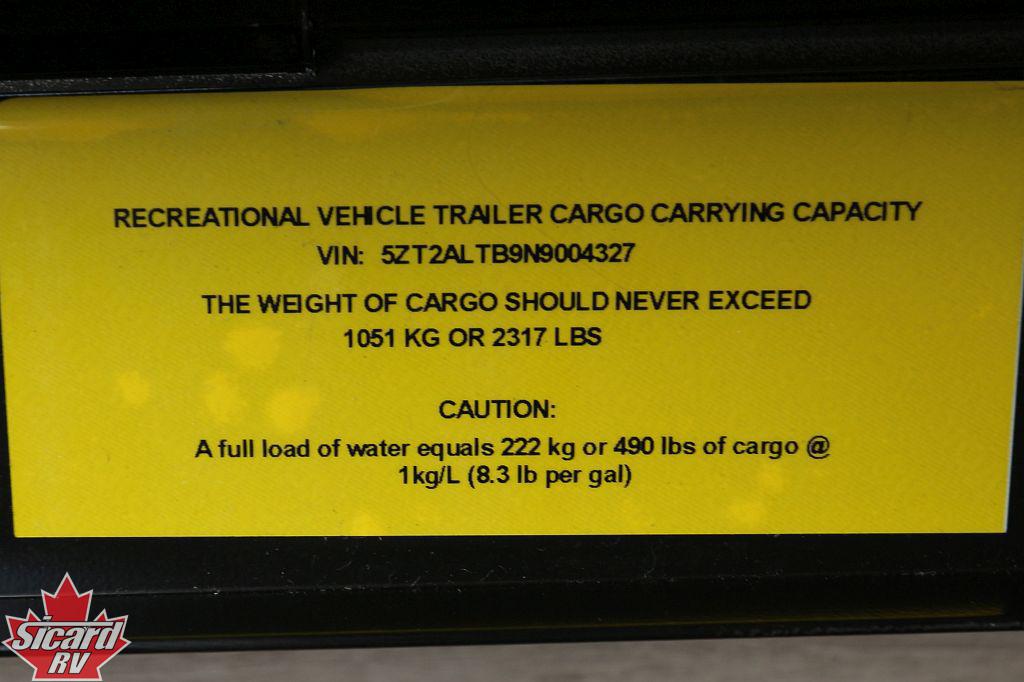 RECREATIONAL VEHICLE TRAILER CARGO CARRYING CAPACITY
VIN: 5ZT2ALTB9N9004327
THE WEIGHT OF CARGO SHOULD NEVER EXCEED
1051 KG OR 2317 LBS
CAUTION:
A full load of water equals 222 kg or 490 lbs of cargo @
1kg/L (8.3 lb per gal)
Sicard
RV